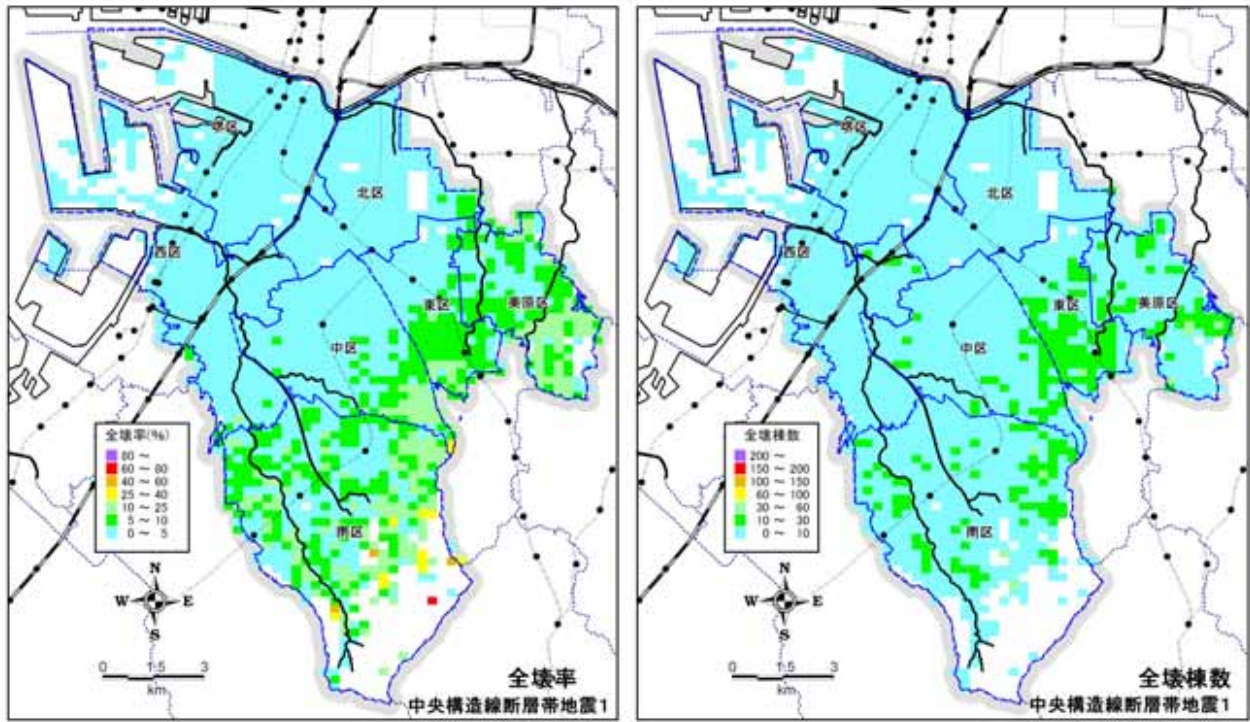 堺区
北区
西区
東区
美原区
中区
南区
全壊率(%)
80 ~
60 ~ 80
40 ~ 60
25 ~ 40
10 ~ 25
5 ~ 10
0 ~ 5
N
W
E
S
0 1.5 3
km
全壊率
中央構造線断層帯地震1
堺区
北区
西区
東区
美原区
中区
南区
全壊棟数
200 ~
150 ~ 200
100 ~ 150
60 ~ 100
30 ~ 60
10 ~ 30
0 ~ 10
N
W
E
S
0 1.5 3
km
全壊棟数
中央構造線断層帯地震1